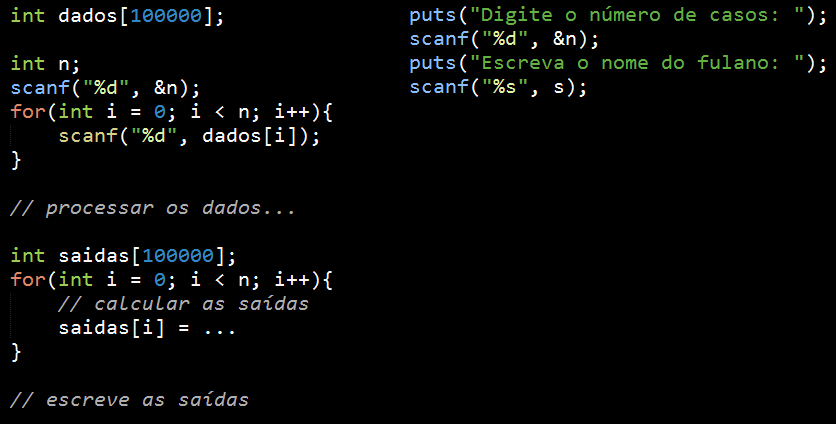 int dados[100000];

int n;
scanf("%d", &n);
for(int i = 0; i < n; i++){
    scanf("%d", dados[i]);
}

// processar os dados...

int saidas[100000];
for(int i = 0; i < n; i++){
    // calcular as saídas
    saidas[i] = ...
}

// escreve as saídas

puts("Digite o número de casos: ");
scanf("%d", &n);
puts("Escreva o nome do fulano: ");
scanf("%s", s);